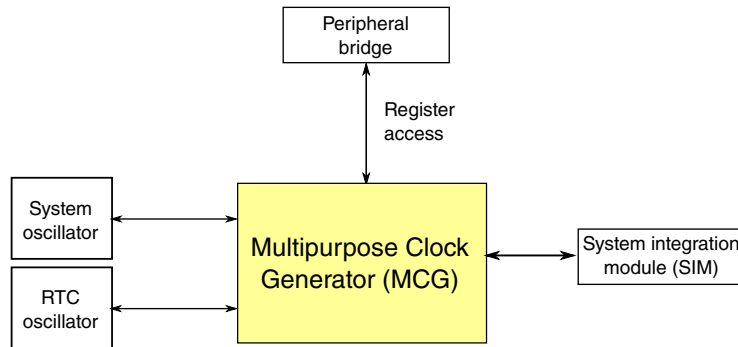 Peripheral
bridge
Register
access
System
oscillator
Multipurpose Clock
Generator (MCG)
System integration
module (SIM)
RTC
oscillator